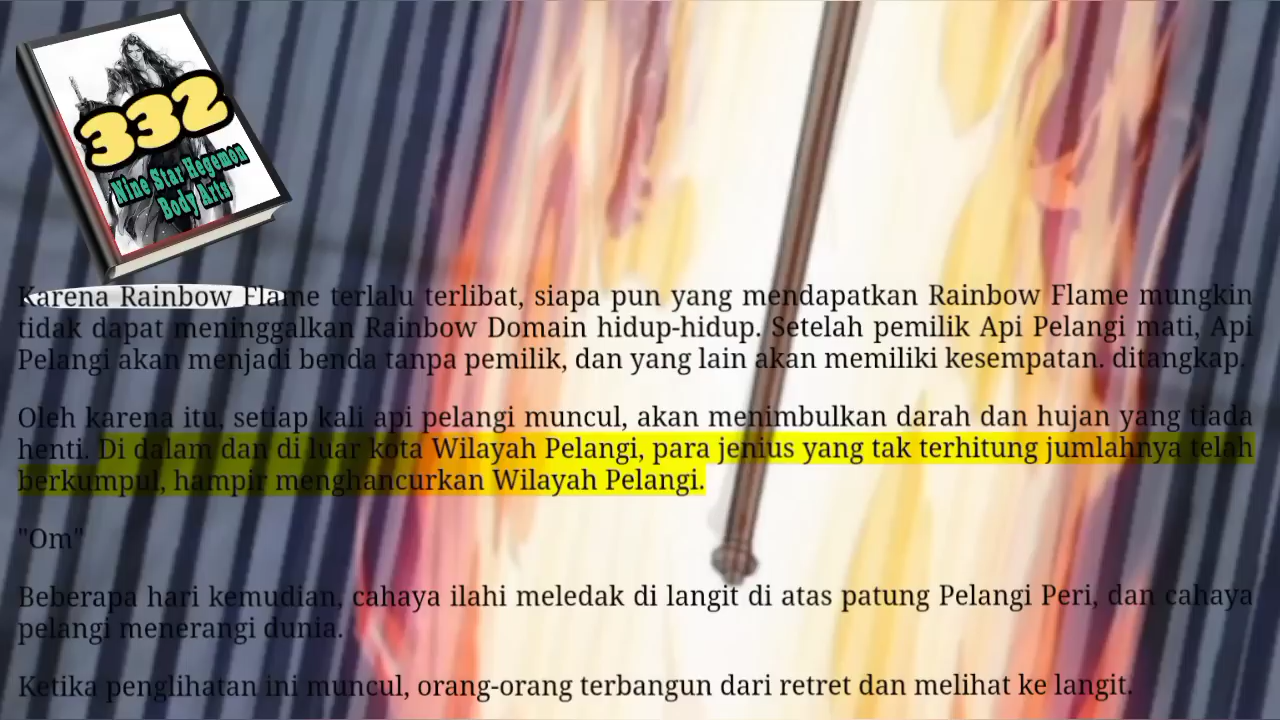 332
Nine Star Hegemon
Body Arts
Karena Rainbow Flame terlalu terlibat, siapa pun yang mendapatkan Rainbow Flame mungkin
tidak dapat meninggalkan Rainbow Domain hidup-hidup. Setelah pemilik Api Pelangi mati, Api
Pelangi akan menjadi benda tanpa pemilik, dan yang lain akan memiliki kesempatan. ditangkap.
Oleh karena itu, setiap kali api pelangi muncul, akan menimbulkan darah dan hujan yang tiada
henti. Di dalam dan di luar kota Wilayah Pelangi, para jenius yang tak terhitung jumlahnya telah
berkumpul, hampir menghancurkan Wilayah Pelangi.
"Om"
Beberapa hari kemudian, cahaya ilahi meledak di langit di atas patung Pelangi Peri, dan cahaya
pelangi menerangi dunia.
Ketika penglihatan ini muncul, orang-orang terbangun dari retret dan melihat ke langit.